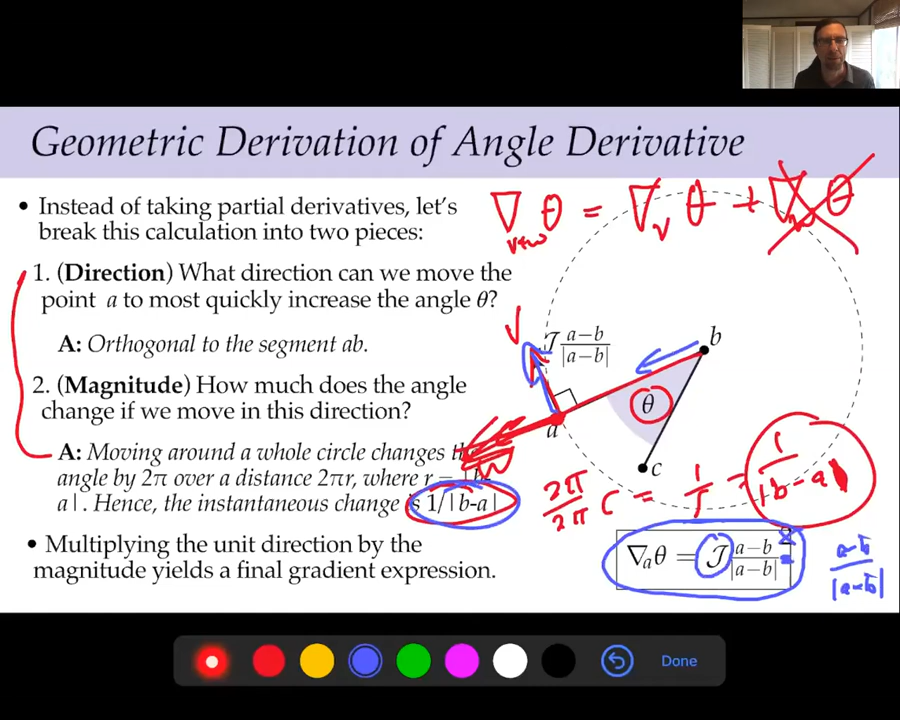 Geometric Derivation of Angle Derivative
• Instead of taking partial derivatives, let's
break this calculation into two pieces:
1. (Direction) What direction can we move the
point a to most quickly increase the angle θ?
A: Orthogonal to the segment ab.
2. (Magnitude) How much does the angle
change if we move in this direction?
A: Moving around a whole circle changes the
angle by 2π over a distance 2πr, where r = |b-
a|. Hence, the instantaneous change is 1/|b-a|
• Multiplying the unit direction by the
magnitude yields a final gradient expression.
∇_{v+w} θ = ∇_v θ + ∇_w θ
v
𝒥 (a−b)/|a−b|
b
θ
a
w
c
2π/2π r = 1/r = 1/|b-a|
∇_a θ = 𝒥 (a−b)/|a−b|²
a-b/|a-b|
Done